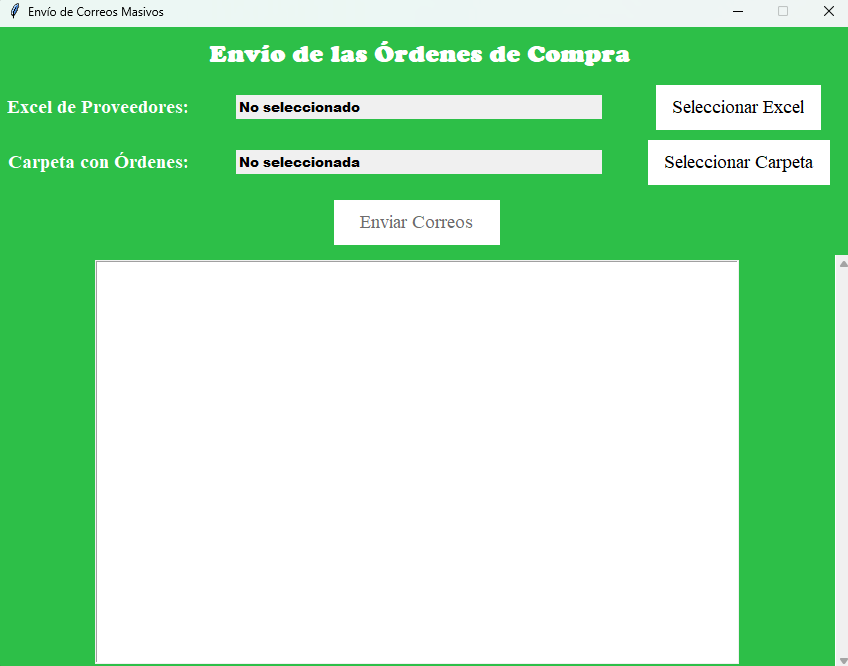 Envío de Correos Masivos
Envío de las Órdenes de Compra
Excel de Proveedores: No seleccionado Seleccionar Excel
Carpeta con Órdenes: No seleccionada Seleccionar Carpeta
Enviar Correos